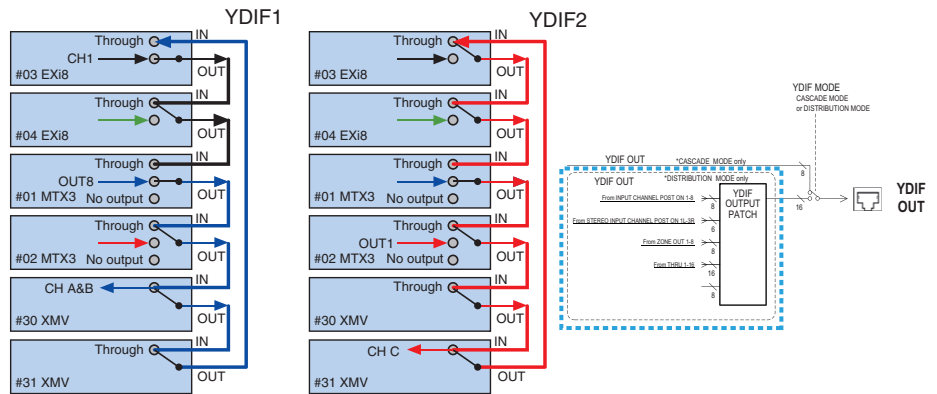 YDIF1
Through
IN
CH1
#03 EXi8
OUT
Through
IN
#04 EXi8
OUT
Through
IN
OUT8
#01 MTX3
No output
OUT
Through
IN
#02 MTX3
No output
OUT
CH A&B
IN
#30 XMV
OUT
Through
IN
#31 XMV
OUT
YDIF2
Through
IN
#03 EXi8
OUT
Through
IN
#04 EXi8
OUT
Through
IN
#01 MTX3
No output
OUT
Through
IN
OUT1
#02 MTX3
No output
OUT
Through
IN
#30 XMV
OUT
CH C
IN
#31 XMV
OUT
YDIF MODE
CASCADE MODE
or DISTRIBUTION MODE
YDIF OUT
*CASCADE MODE only
8
YDIF OUT
*DISTRIBUTION MODE only
From INPUT CHANNEL POST ON 1-8
8
From STEREO INPUT CHANNEL POST ON 1L-3R
6
From ZONE OUT 1-8
8
From THRU 1-16
16
8
YDIF
OUTPUT
PATCH
16
YDIF
OUT